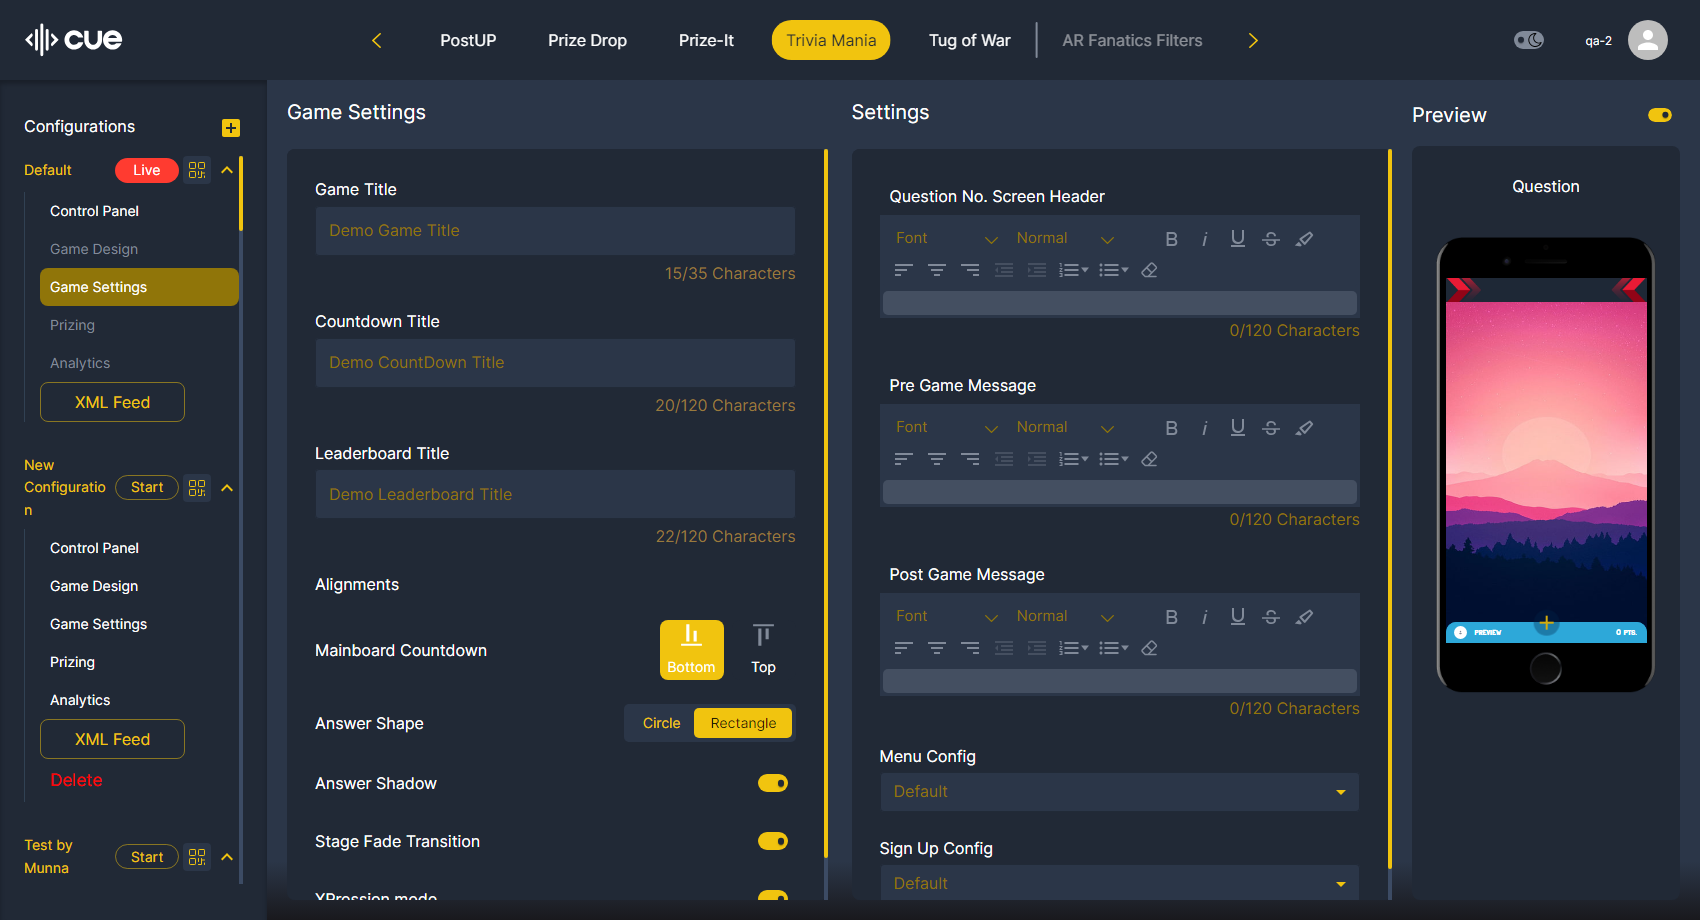 cue
PostUP
Prize Drop
Prize-It
Trivia Mania
Tug of War
AR Fanatics Filters
qa-2
Configurations
Default
Live
Control Panel
Game Design
Game Settings
Prizing
Analytics
XML Feed
New
Configuratio
n
Start
Control Panel
Game Design
Game Settings
Prizing
Analytics
XML Feed
Delete
Test by
Munna
Start
Game Settings
Game Title
Demo Game Title
15/35 Characters
Countdown Title
Demo CountDown Title
20/120 Characters
Leaderboard Title
Demo Leaderboard Title
22/120 Characters
Alignments
Mainboard Countdown
Bottom
Top
Answer Shape
Circle
Rectangle
Answer Shadow
Stage Fade Transition
XPression mode
Settings
Question No. Screen Header
Font
Normal
B i U S
0/120 Characters
Pre Game Message
Font
Normal
B i U S
0/120 Characters
Post Game Message
Font
Normal
B i U S
0/120 Characters
Menu Config
Default
Sign Up Config
Default
Preview
Question
PREVIEW
0 PTS.